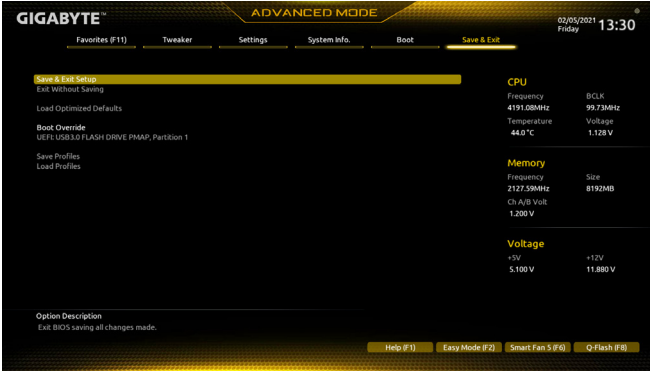 GIGABYTE™
ADVANCED MODE
02/05/2021 Friday 13:30
Favorites (F11) Tweaker Settings System Info. Boot Save & Exit
Save & Exit Setup
Exit Without Saving
Load Optimized Defaults
Boot Override
UEFI: USB3.0 FLASH DRIVE PMAP, Partition 1
Save Profiles
Load Profiles
CPU
Frequency BCLK
4191.08MHz 99.73MHz
Temperature Voltage
44.0 °C 1.128 V
Memory
Frequency Size
2127.59MHz 8192MB
Ch A/B Volt
1.200 V
Voltage
+5V +12V
5.100 V 11.880 V
Option Description
Exit BIOS saving all changes made.
Help (F1) Easy Mode (F2) Smart Fan 5 (F6) Q-Flash (F8)